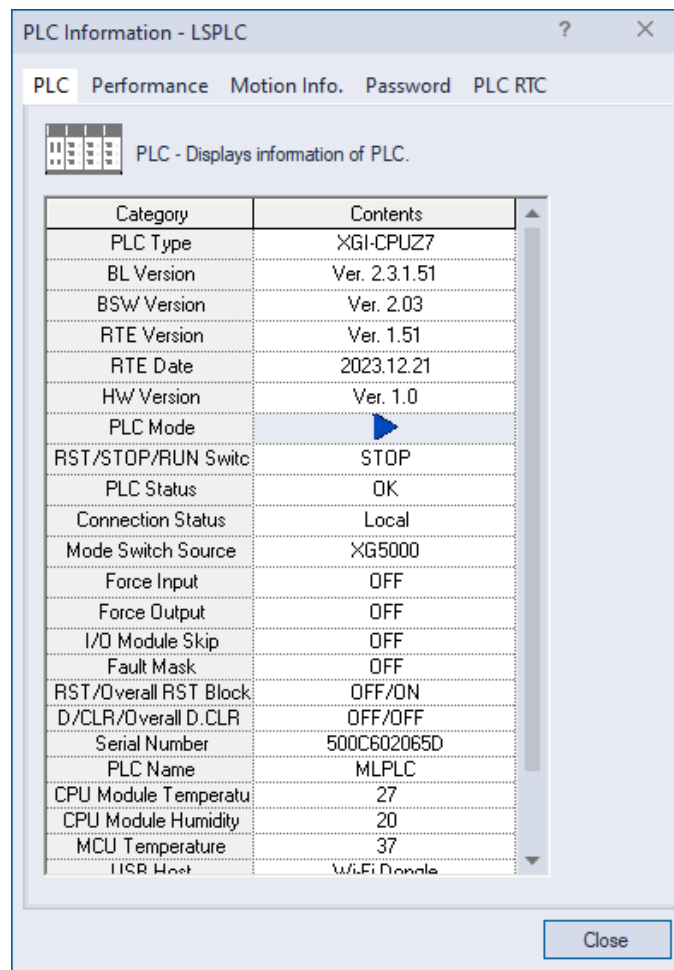 PLC Information - LSPLC ? ×
PLC Performance Motion Info. Password PLC RTC
PLC - Displays information of PLC.
Category Contents
PLC Type XGI-CPUZ7
BL Version Ver. 2.3.1.51
BSW Version Ver. 2.03
RTE Version Ver. 1.51
RTE Date 2023.12.21
HW Version Ver. 1.0
PLC Mode
RST/STOP/RUN Switc STOP
PLC Status OK
Connection Status Local
Mode Switch Source XG5000
Force Input OFF
Force Output OFF
I/O Module Skip OFF
Fault Mask OFF
RST/Overall RST Block OFF/ON
D/CLR/Overall D.CLR OFF/OFF
Serial Number 500C602065D
PLC Name MLPLC
CPU Module Temperatu 27
CPU Module Humidity 20
MCU Temperature 37
USB Host Wi-Fi Dongle
Close